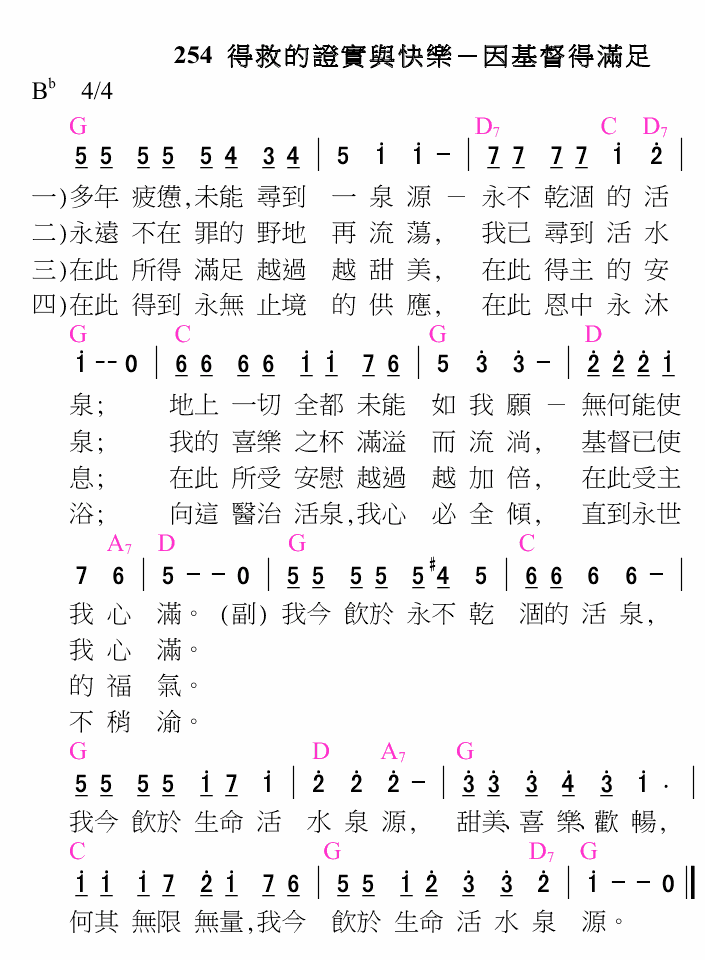 254 得救的證實與快樂－因基督得滿足
B♭ 4/4
G D7 C D7
5 5 5 5 5 4 3 4 | 5 i i - | 7 7 7 7 i 2̇ |
一)多年 疲憊,未能 尋到 一 泉 源 － 永不 乾涸 的 活
二)永遠 不在 罪的 野地 再 流 蕩, 我已 尋到 活 水
三)在此 所得 滿足 越過 越 甜 美, 在此 得主 的 安
四)在此 得到 永無 止境 的 供 應, 在此 恩中 永 沐
G C G D
i - - 0 | 6 6 6 6 i i 7 6 | 5 3̇ 3̇ - | 2̇ 2̇ 2̇ i |
泉; 地上 一切 全都 未能 如 我 願 － 無何能使
泉; 我的 喜樂 之杯 滿溢 而 流 淌, 基督已使
息; 在此 所受 安慰 越過 越 加 倍, 在此受主
浴; 向這 醫治 活泉,我心 必 全 傾, 直到永世
A7 D G C
7 6 | 5 - - 0 | 5 5 5 5 5 #4 5 | 6 6 6 6 - |
我 心 滿。 (副) 我今 飲於 永不 乾 涸的 活 泉,
我 心 滿。
的 福 氣。
不 稍 渝。
G D A7 G
5 5 5 5 i 7 i | 2̇ 2̇ 2̇ - | 3̇ 3̇ 3̇ 4̇ 3̇ i . |
我今 飲於 生命 活 水 泉 源, 甜美、喜 樂、歡 暢,
C G D7 G
i i i 7 2̇ i 7 6 | 5 5 i 2̇ 3̇ 3̇ 2̇ | i - - 0 ‖
何其 無限 無量,我今 飲於 生命 活 水 泉 源。